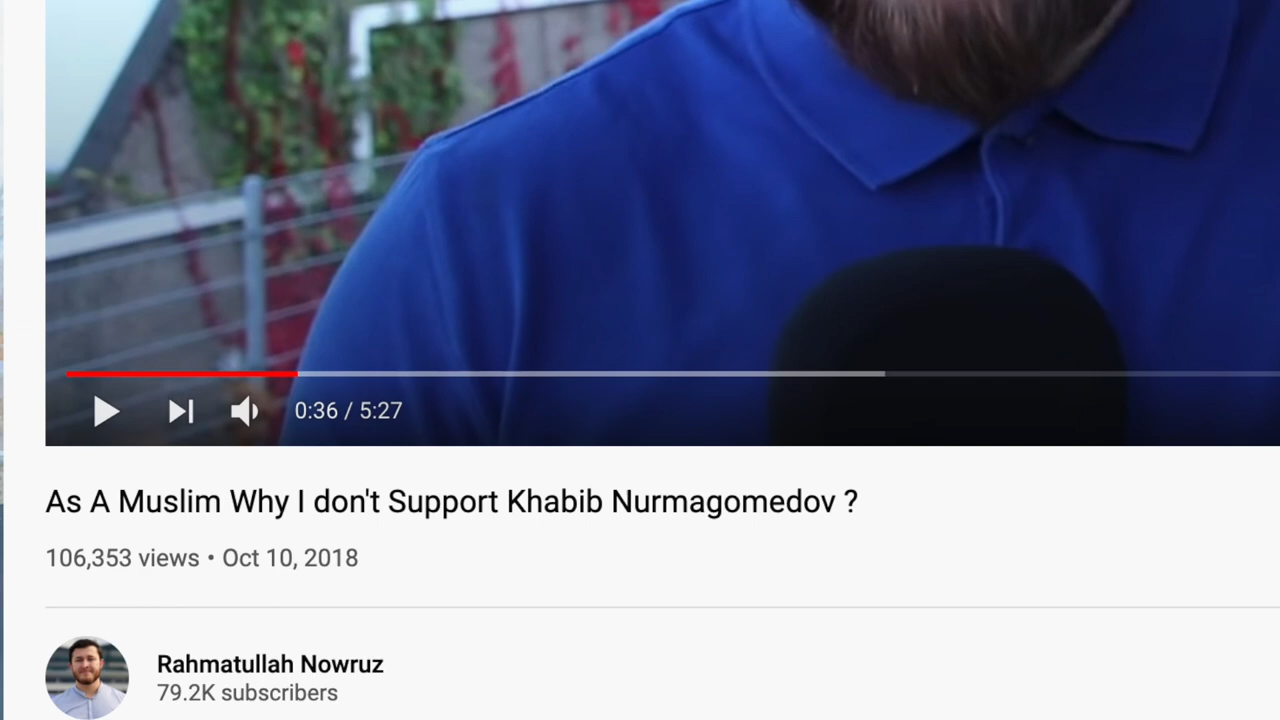 0:36 / 5:27
As A Muslim Why I don't Support Khabib Nurmagomedov ?
106,353 views • Oct 10, 2018
Rahmatullah Nowruz
79.2K subscribers